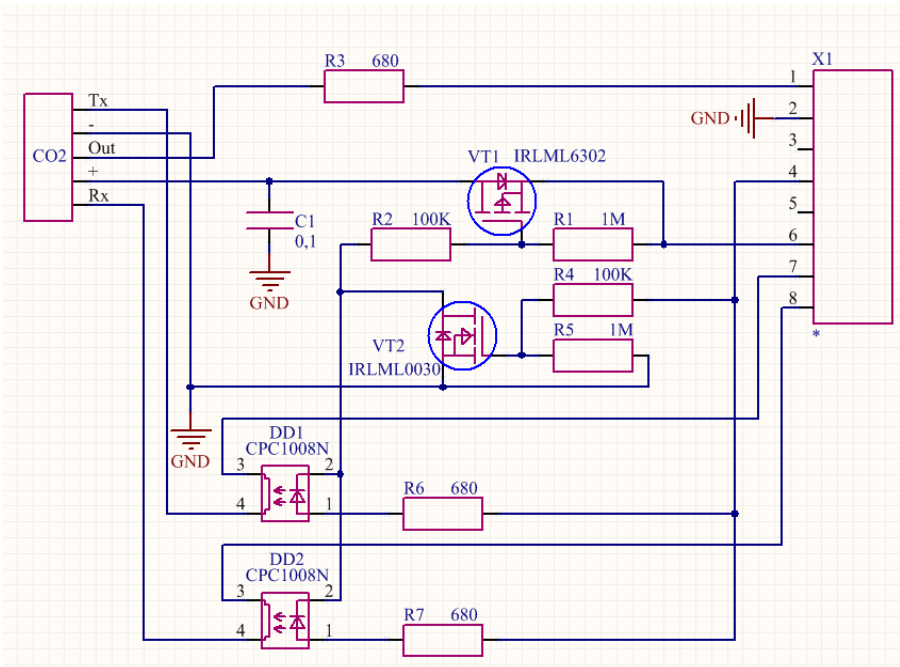 R3 680
X1
1
Tx
2
GND
-
3
Out
CO2
VT1 IRLML6302
4
+
Rx
5
R2 100K
R1 1M
C1
0,1
6
R4 100K
7
GND
8
R5 1M
*
VT2
IRLML0030
DD1
CPC1008N
GND
3
2
R6 680
4
1
DD2
CPC1008N
3
2
R7 680
4
1